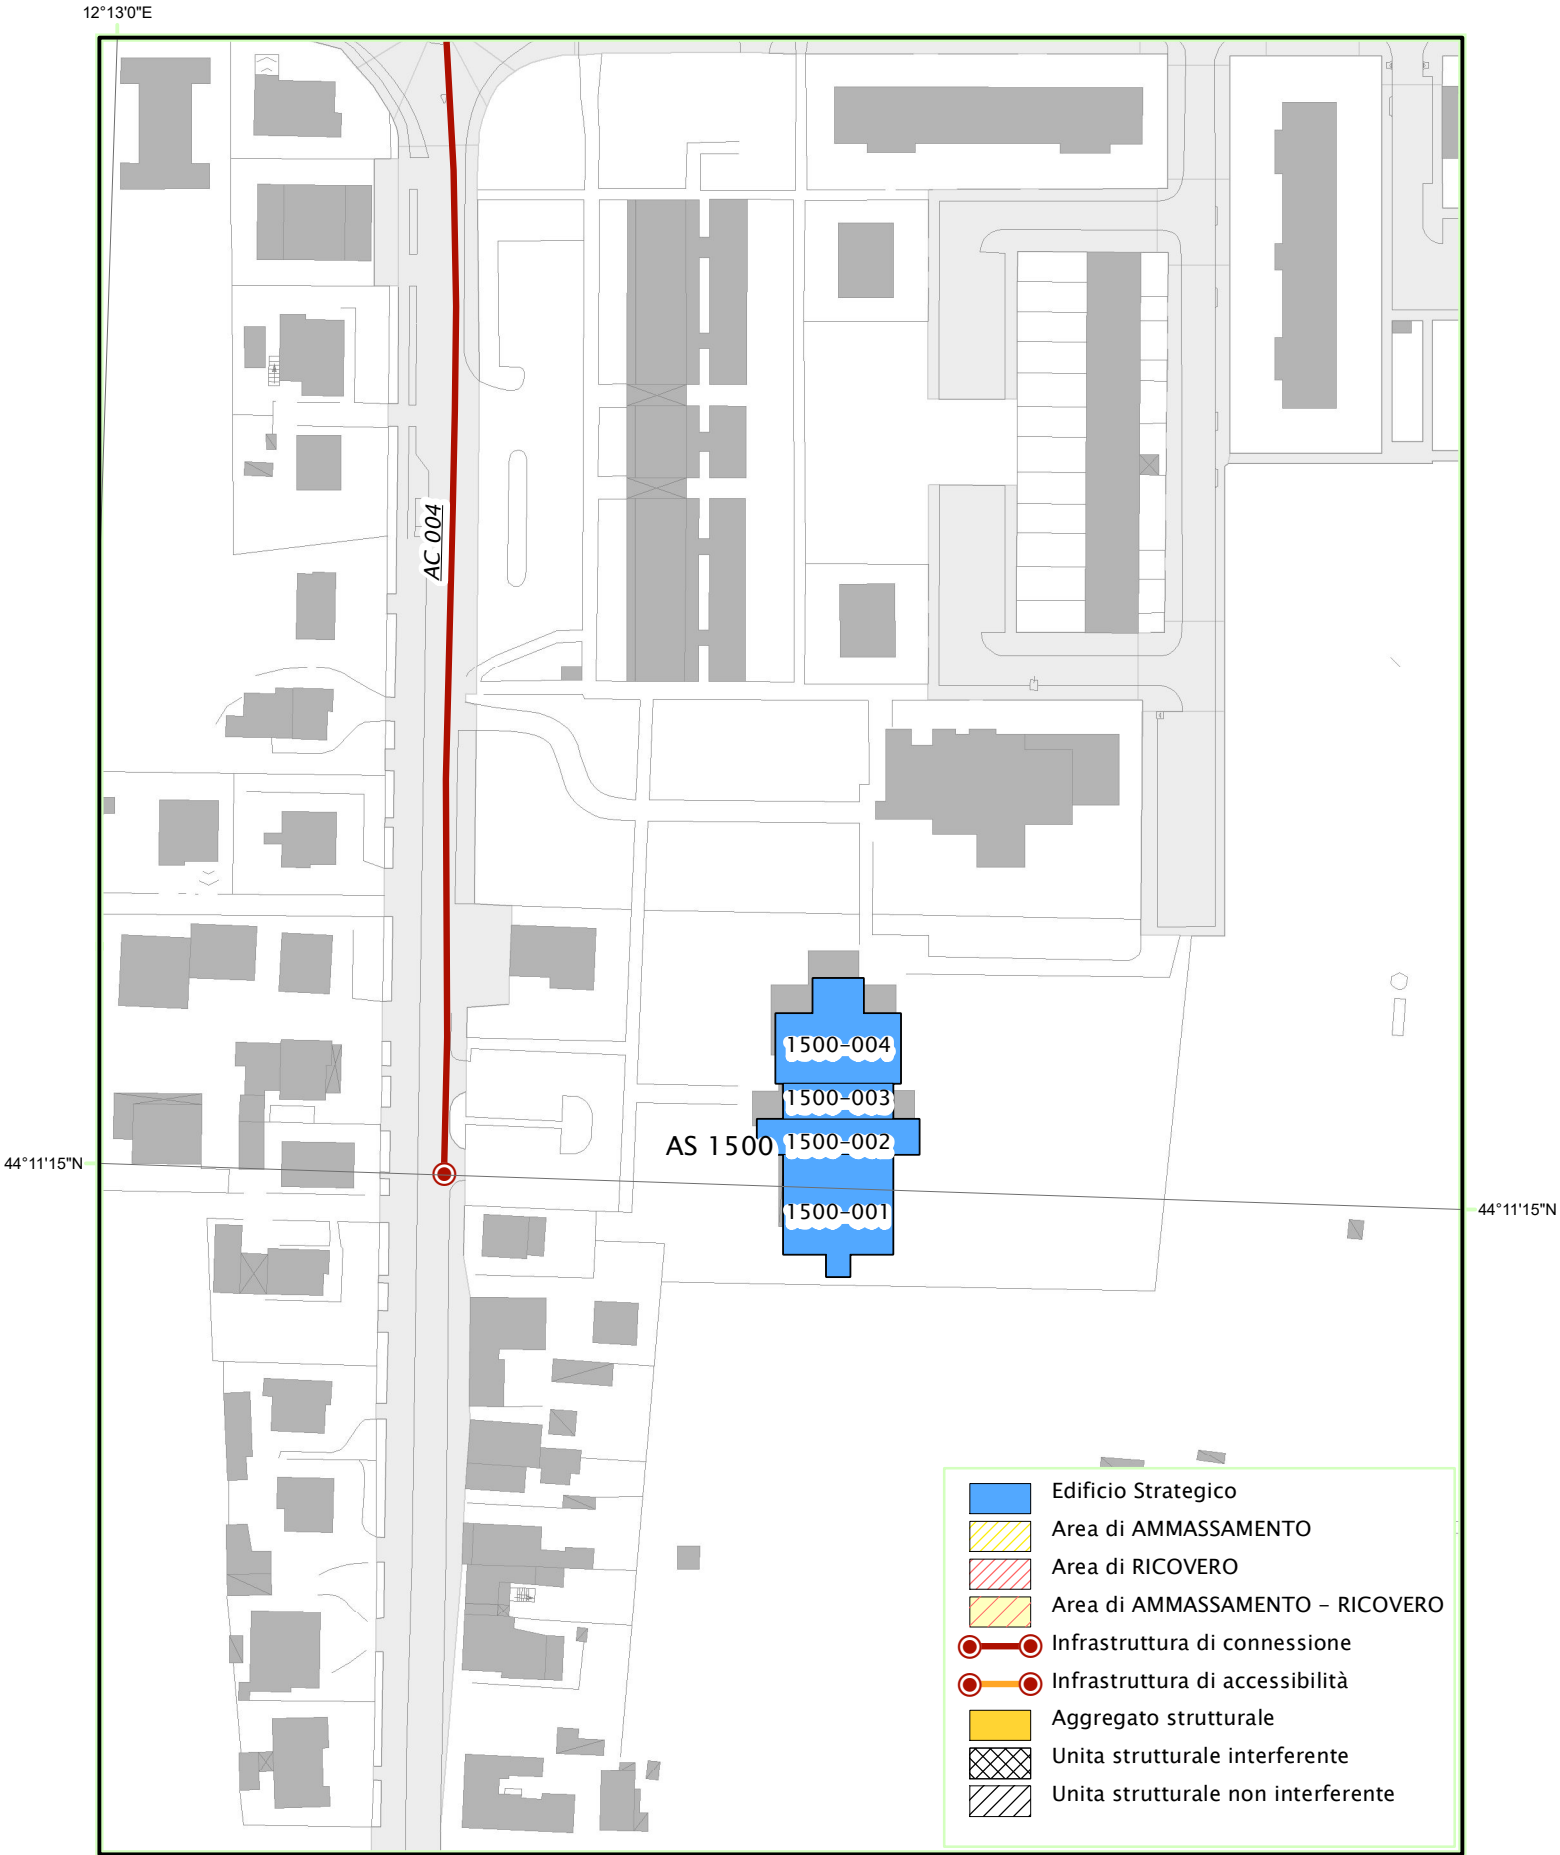 12°13'0"E
AC 004
1500-004
1500-003
AS 1500
1500-002
44°11'15"N
44°11'15"N
1500-001
Edificio Strategico
Area di AMMASSAMENTO
Area di RICOVERO
Area di AMMASSAMENTO - RICOVERO
Infrastruttura di connessione
Infrastruttura di accessibilità
Aggregato strutturale
Unita strutturale interferente
Unita strutturale non interferente